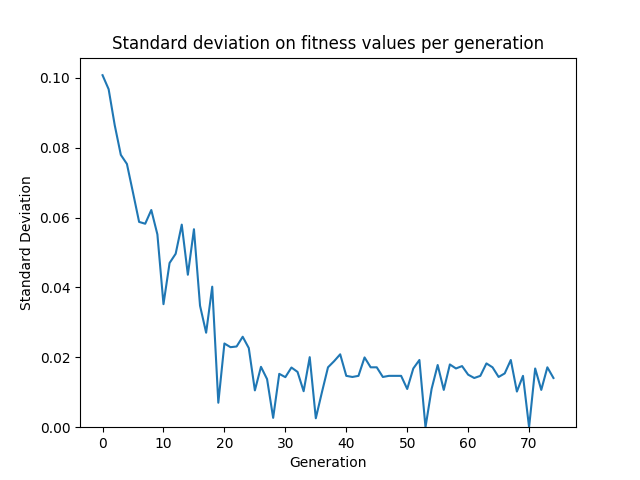 Standard deviation on fitness values per generation
0.10
0.08
0.06
0.04
0.02
0.00
Standard Deviation
0 10 20 30 40 50 60 70
Generation